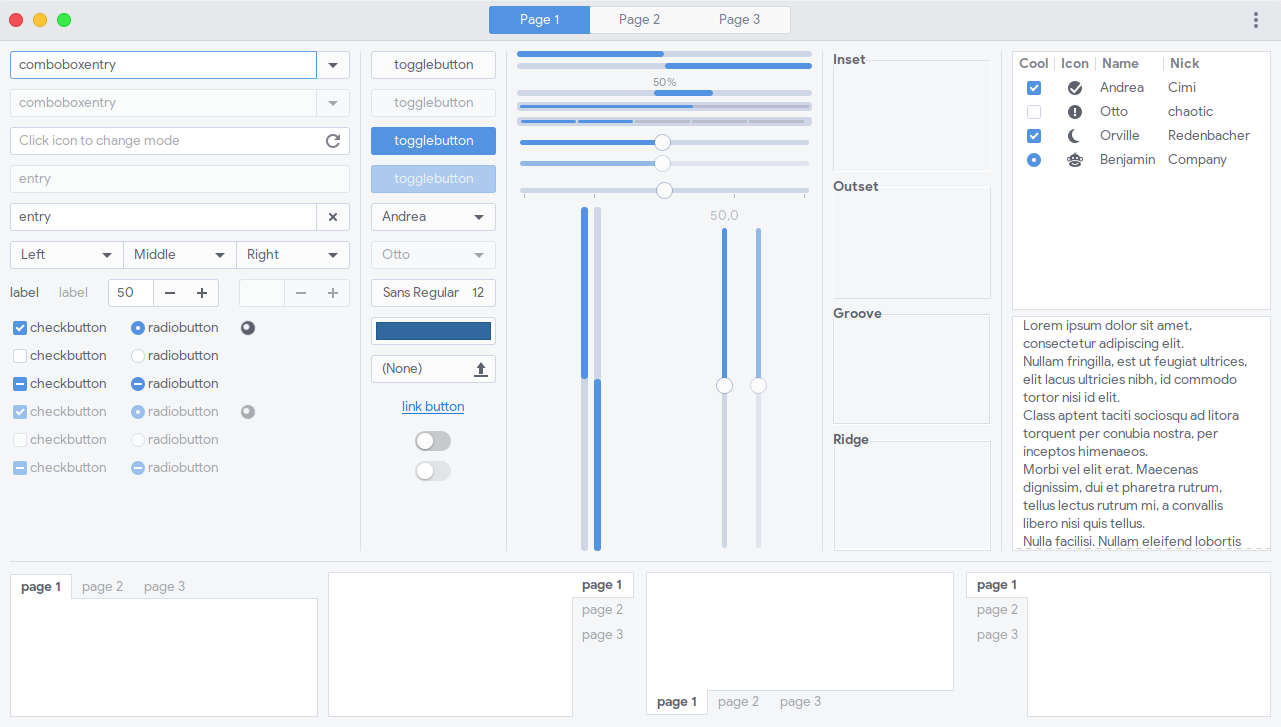 Page 1 Page 2 Page 3
comboboxentry
comboboxentry
Click icon to change mode
entry
entry
Left Middle Right
label label 50
checkbutton radiobutton
checkbutton radiobutton
checkbutton radiobutton
checkbutton radiobutton
checkbutton radiobutton
checkbutton radiobutton
togglebutton
togglebutton
togglebutton
togglebutton
Andrea
Otto
Sans Regular 12
(None)
link button
50%
50,0
Inset
Outset
Groove
Ridge
Cool Icon Name Nick
Andrea Cimi
Otto chaotic
Orville Redenbacher
Benjamin Company
Lorem ipsum dolor sit amet,
consectetur adipiscing elit.
Nullam fringilla, est ut feugiat ultrices,
elit lacus ultricies nibh, id commodo
tortor nisi id elit.
Class aptent taciti sociosqu ad litora
torquent per conubia nostra, per
inceptos himenaeos.
Morbi vel elit erat. Maecenas
dignissim, dui et pharetra rutrum,
tellus lectus rutrum mi, a convallis
libero nisi quis tellus.
Nulla facilisi. Nullam eleifend lobortis
page 1 page 2 page 3
page 1
page 2
page 3
page 1 page 2 page 3
page 1
page 2
page 3